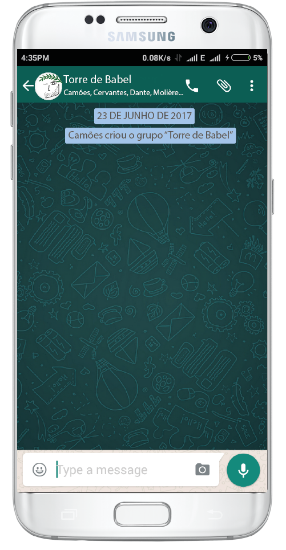 SAMSUNG
4:35PM 0.08K/s E 5%
Torre de Babel
Camões, Cervantes, Dante, Molière...
23 DE JUNHO DE 2017
Camões criou o grupo "Torre de Babel"
Type a message